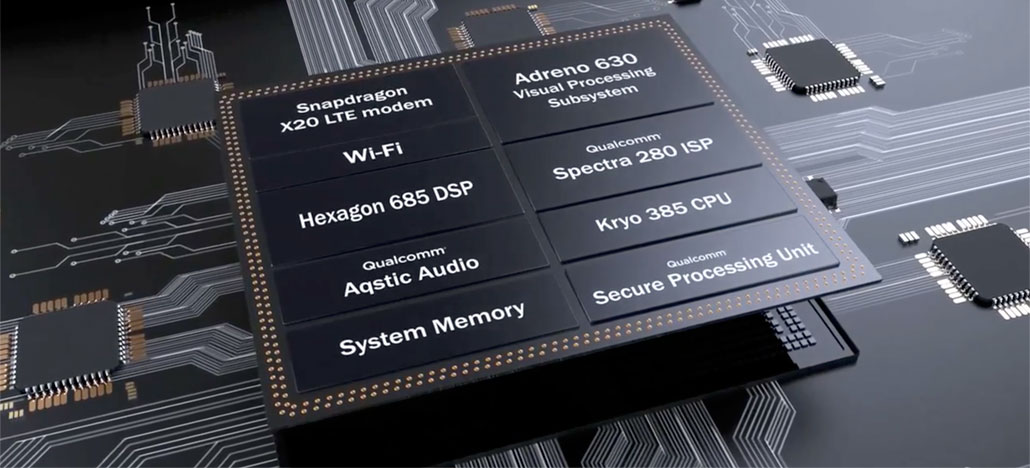 Snapdragon
X20 LTE modem
Wi-Fi
Hexagon 685 DSP
Qualcomm
Aqstic Audio
System Memory
Adreno 630
Visual Processing
Subsystem
Qualcomm
Spectra 280 ISP
Kryo 385 CPU
Qualcomm
Secure Processing Unit